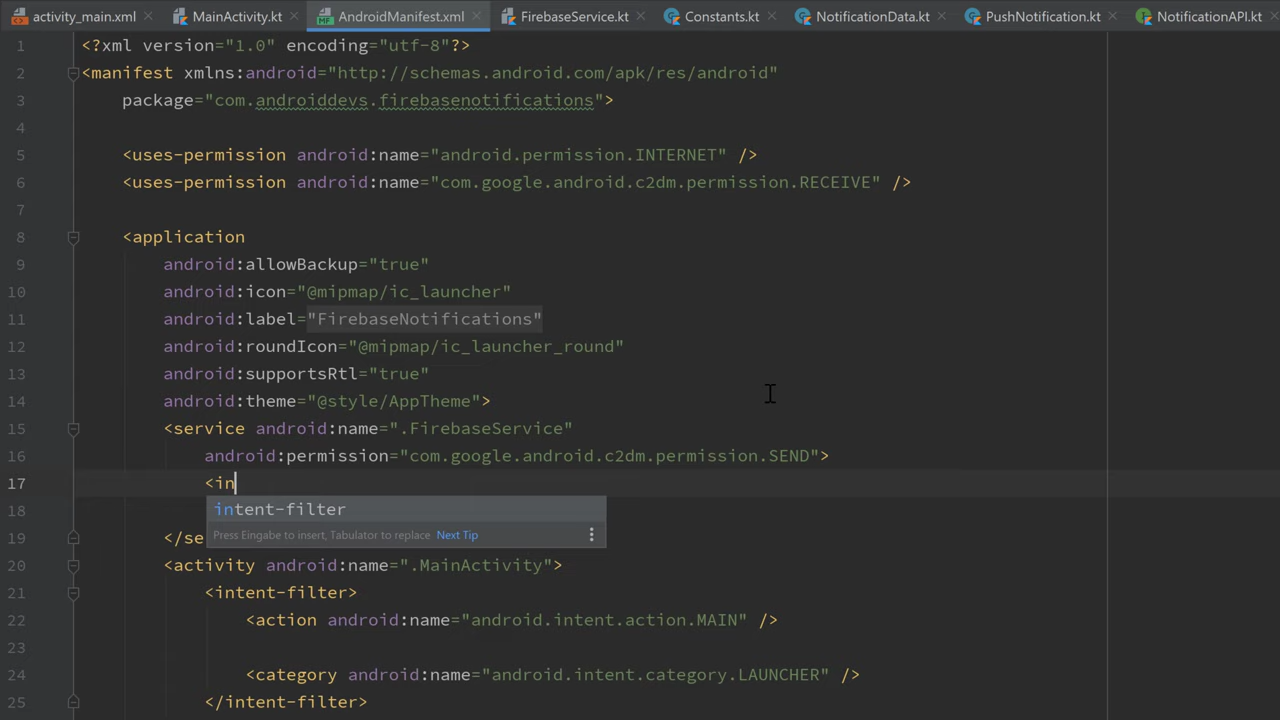 activity_main.xml MainActivity.kt AndroidManifest.xml FirebaseService.kt Constants.kt NotificationData.kt PushNotification.kt NotificationAPI.kt
1 <?xml version="1.0" encoding="utf-8"?>
2 <manifest xmlns:android="http://schemas.android.com/apk/res/android"
3 package="com.androiddevs.firebasenotifications">
4
5 <uses-permission android:name="android.permission.INTERNET" />
6 <uses-permission android:name="com.google.android.c2dm.permission.RECEIVE" />
7
8 <application
9 android:allowBackup="true"
10 android:icon="@mipmap/ic_launcher"
11 android:label="FirebaseNotifications"
12 android:roundIcon="@mipmap/ic_launcher_round"
13 android:supportsRtl="true"
14 android:theme="@style/AppTheme">
15 <service android:name=".FirebaseService"
16 android:permission="com.google.android.c2dm.permission.SEND">
17 <in
18 intent-filter
Press Eingabe to insert, Tabulator to replace Next Tip
19 </se
20 <activity android:name=".MainActivity">
21 <intent-filter>
22 <action android:name="android.intent.action.MAIN" />
23
24 <category android:name="android.intent.category.LAUNCHER" />
25 </intent-filter>